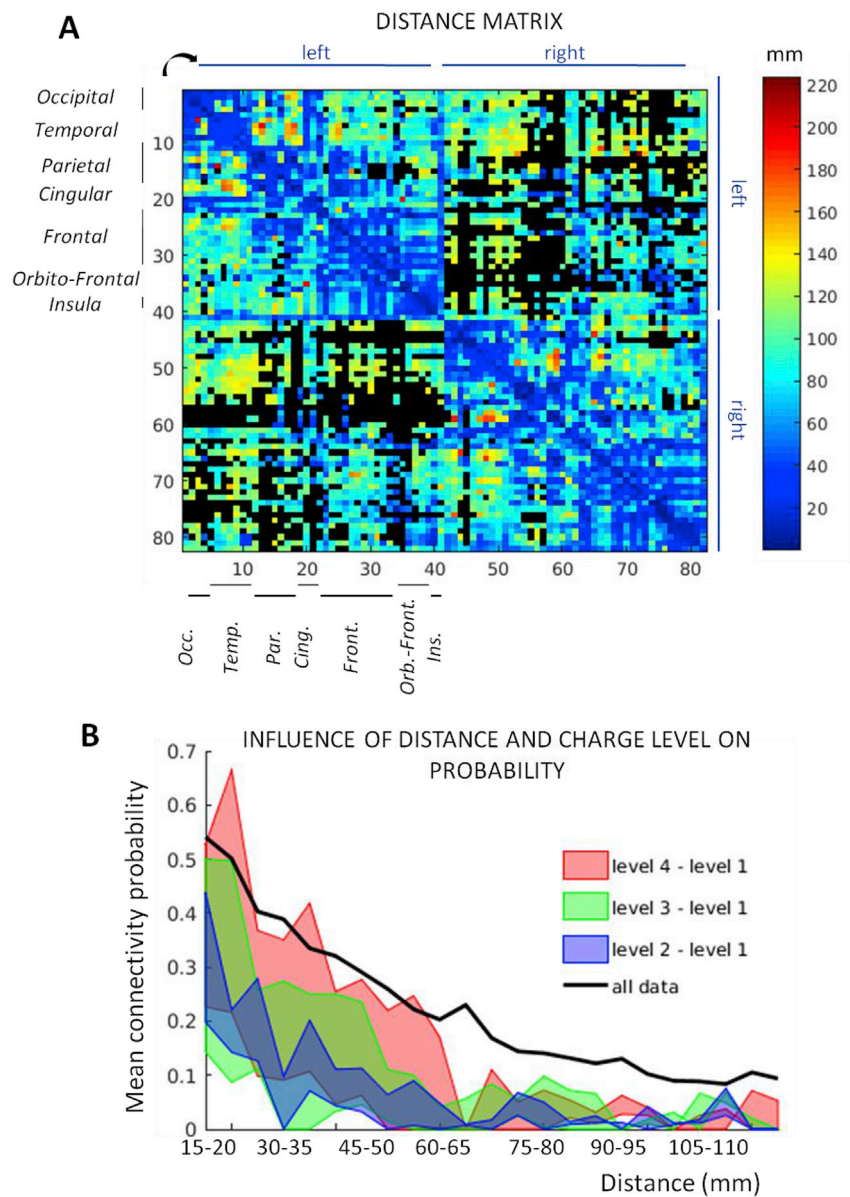 A
DISTANCE MATRIX
left right
mm
Occipital
Temporal
Parietal
Cingular
Frontal
Orbito-Frontal
Insula
10
20
30
40
50
60
70
80
left
right
220
200
180
160
140
120
100
80
60
40
20
10 20 30 40 50 60 70 80
Occ.
Temp.
Par.
Cing.
Front.
Orb.-Front.
Ins.
B
INFLUENCE OF DISTANCE AND CHARGE LEVEL ON
PROBABILITY
Mean connectivity probability
0.7
0.6
0.5
0.4
0.3
0.2
0.1
0
level 4 - level 1
level 3 - level 1
level 2 - level 1
all data
15-20 30-35 45-50 60-65 75-80 90-95 105-110
Distance (mm)